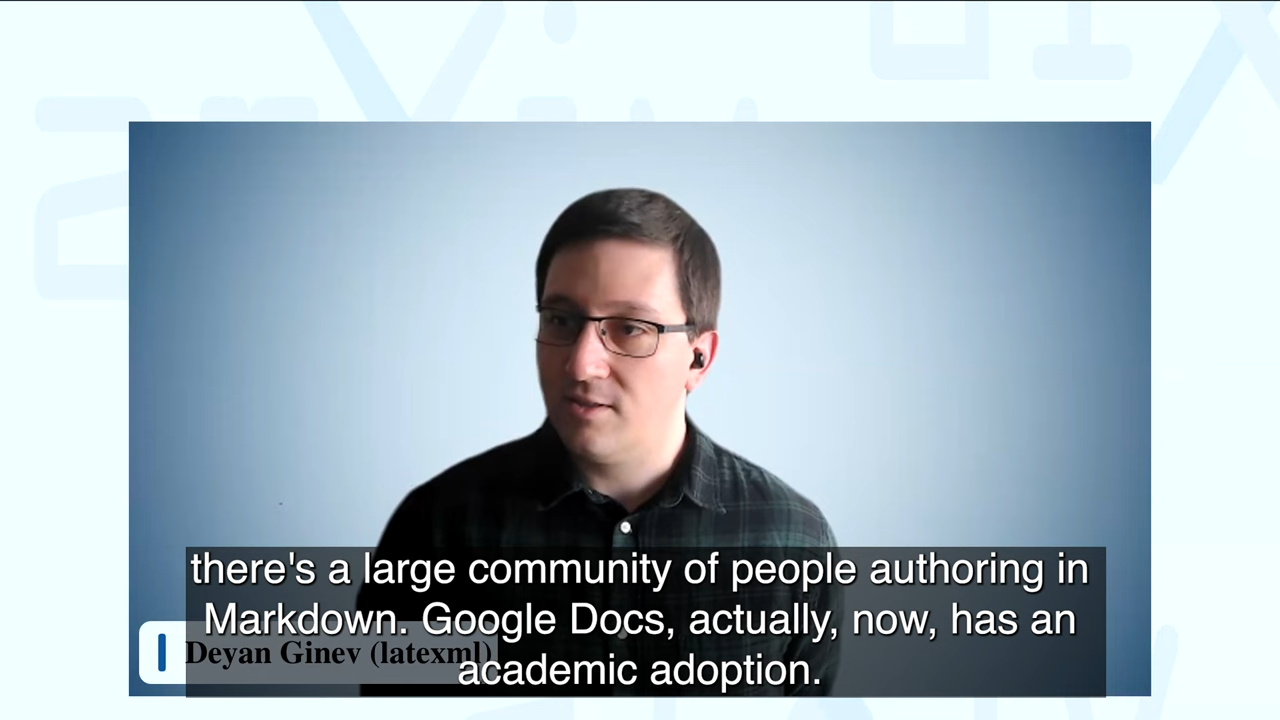 there's a large community of people authoring in
Markdown. Google Docs, actually, now, has an
academic adoption.
Deyan Ginev (latexml)